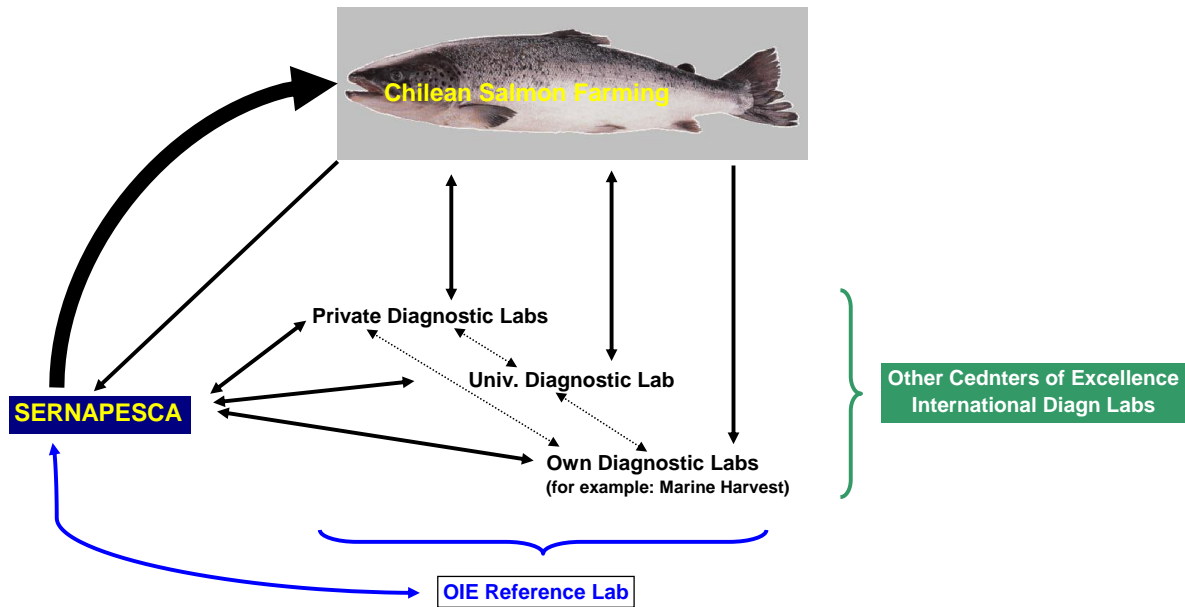 Chilean Salmon Farming
Private Diagnostic Labs
Univ. Diagnostic Lab
Other Cednters of Excellence
International Diagn Labs
SERNAPESCA
Own Diagnostic Labs
(for example: Marine Harvest)
OIE Reference Lab